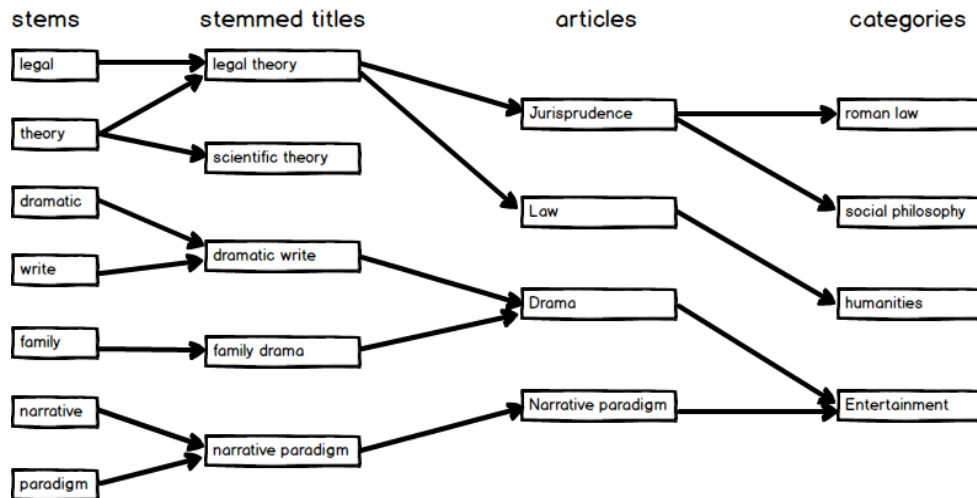 stems
stemmed titles
articles
categories
legal
legal theory
Jurisprudence
roman law
theory
scientific theory
dramatic
Law
social philosophy
dramatic write
write
Drama
humanities
family
family drama
narrative
Narrative paradigm
Entertainment
narrative paradigm
paradigm